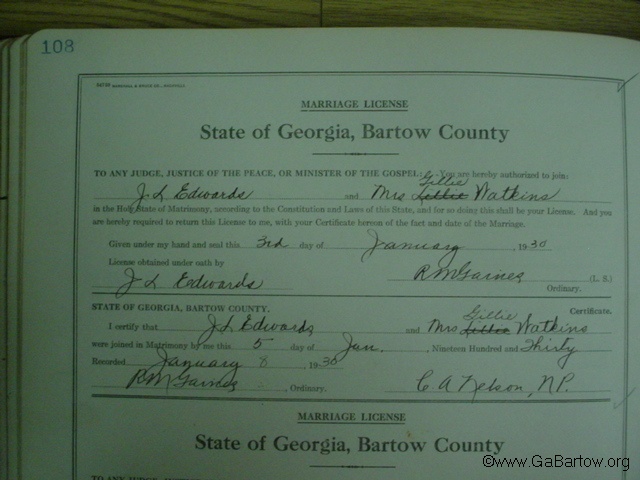 108
MARRIAGE LICENSE
State of Georgia, Bartow County
TO ANY JUDGE, JUSTICE OF THE PEACE, OR MINISTER OF THE GOSPEL: You are hereby authorized to join:
Gillie
J. L Edwards and Mrs Lillie Watkins
in the Holy State of Matrimony, according to the Constitution and Laws of this State, and for so doing this shall be your License. And you
are hereby required to return this License to me, with your Certificate hereon of the fact and date of the Marriage.
Given under my hand and seal this 3rd day of January 1930
License obtained under oath by
J L Edwards RMGaines (L. S.)
Ordinary.
STATE OF GEORGIA, BARTOW COUNTY. Certificate.
Gillie
I certify that J L Edwards and Mrs Lillie Watkins
were joined in Matrimony by me this 5 day of Jan. , Nineteen Hundred and Thirty
Recorded January 8 , 1930
RMGaines , Ordinary. C. A Nelson, N.P.
MARRIAGE LICENSE
State of Georgia, Bartow County
©www.GaBartow.org